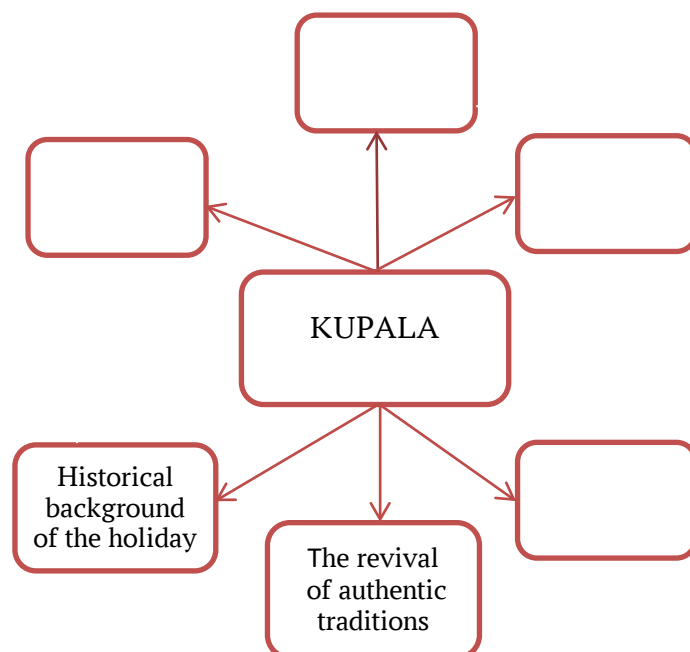 KUPALA
Historical
background
of the holiday
The revival
of authentic
traditions